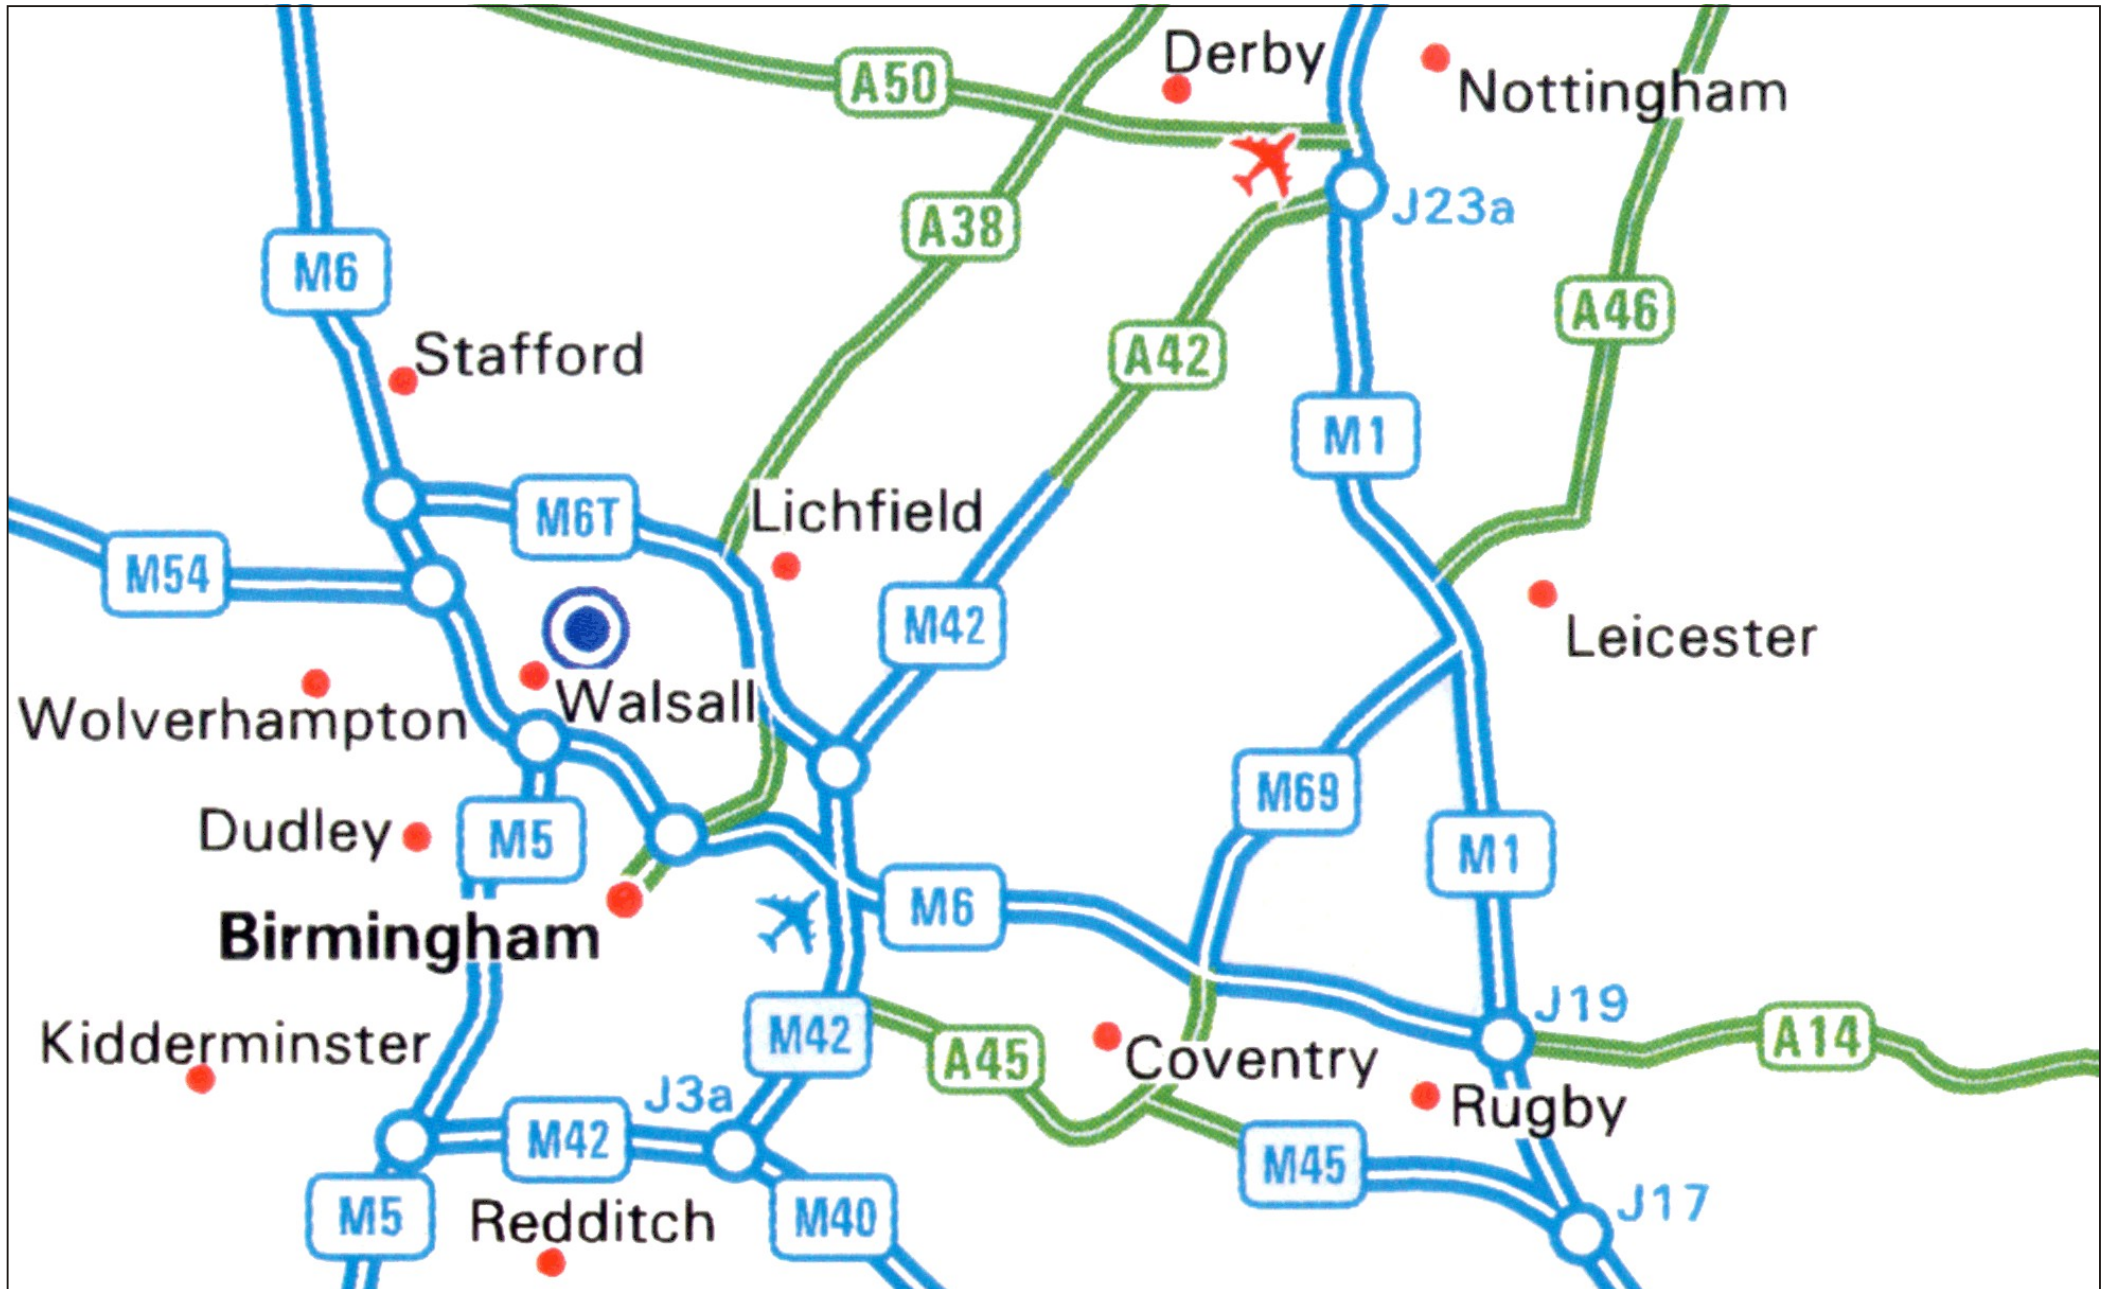 Derby
A50
Nottingham
A38
J23a
M6
A46
Stafford
A42
M1
M6T
Lichfield
M54
M42
Leicester
Walsall
Wolverhampton
M69
Dudley
M5
M1
M6
Birmingham
J19
M42
A14
Kidderminster
A45
Coventry
J3a
Rugby
M42
M45
M5
Redditch
M40
J17